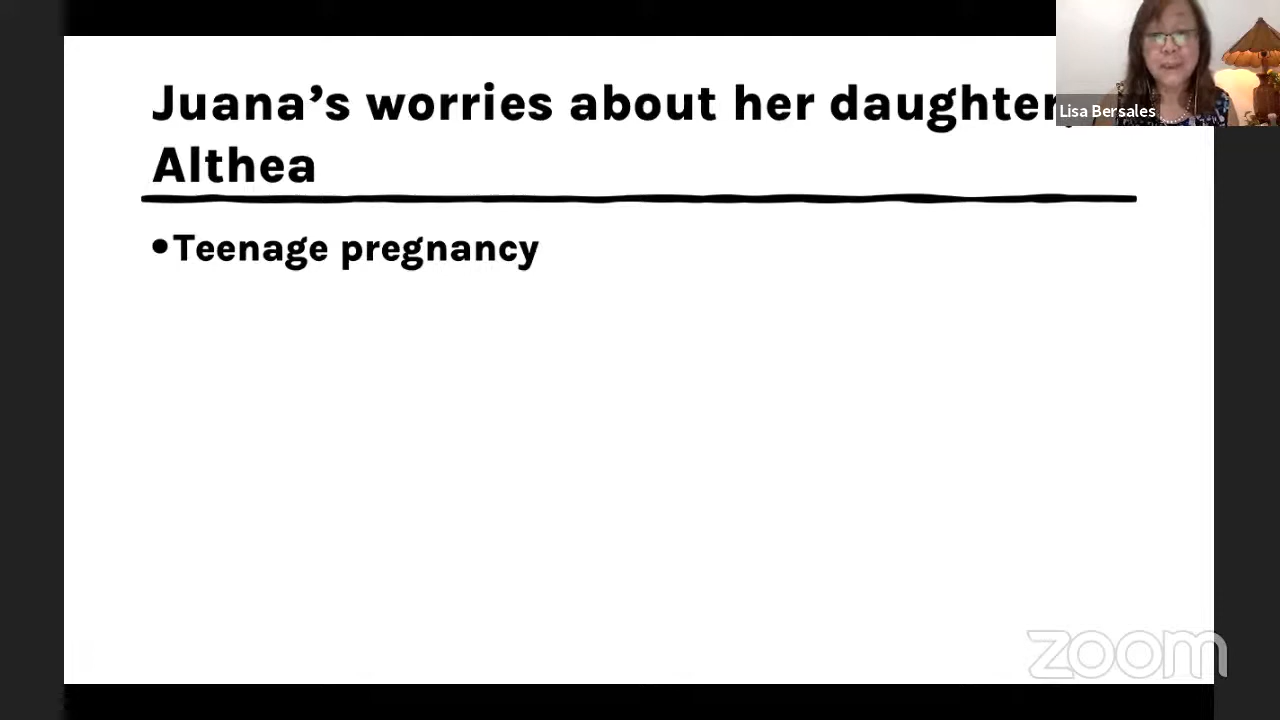 Juana’s worries about her daughter,
Althea
•Teenage pregnancy
Lisa Bersales
zoom